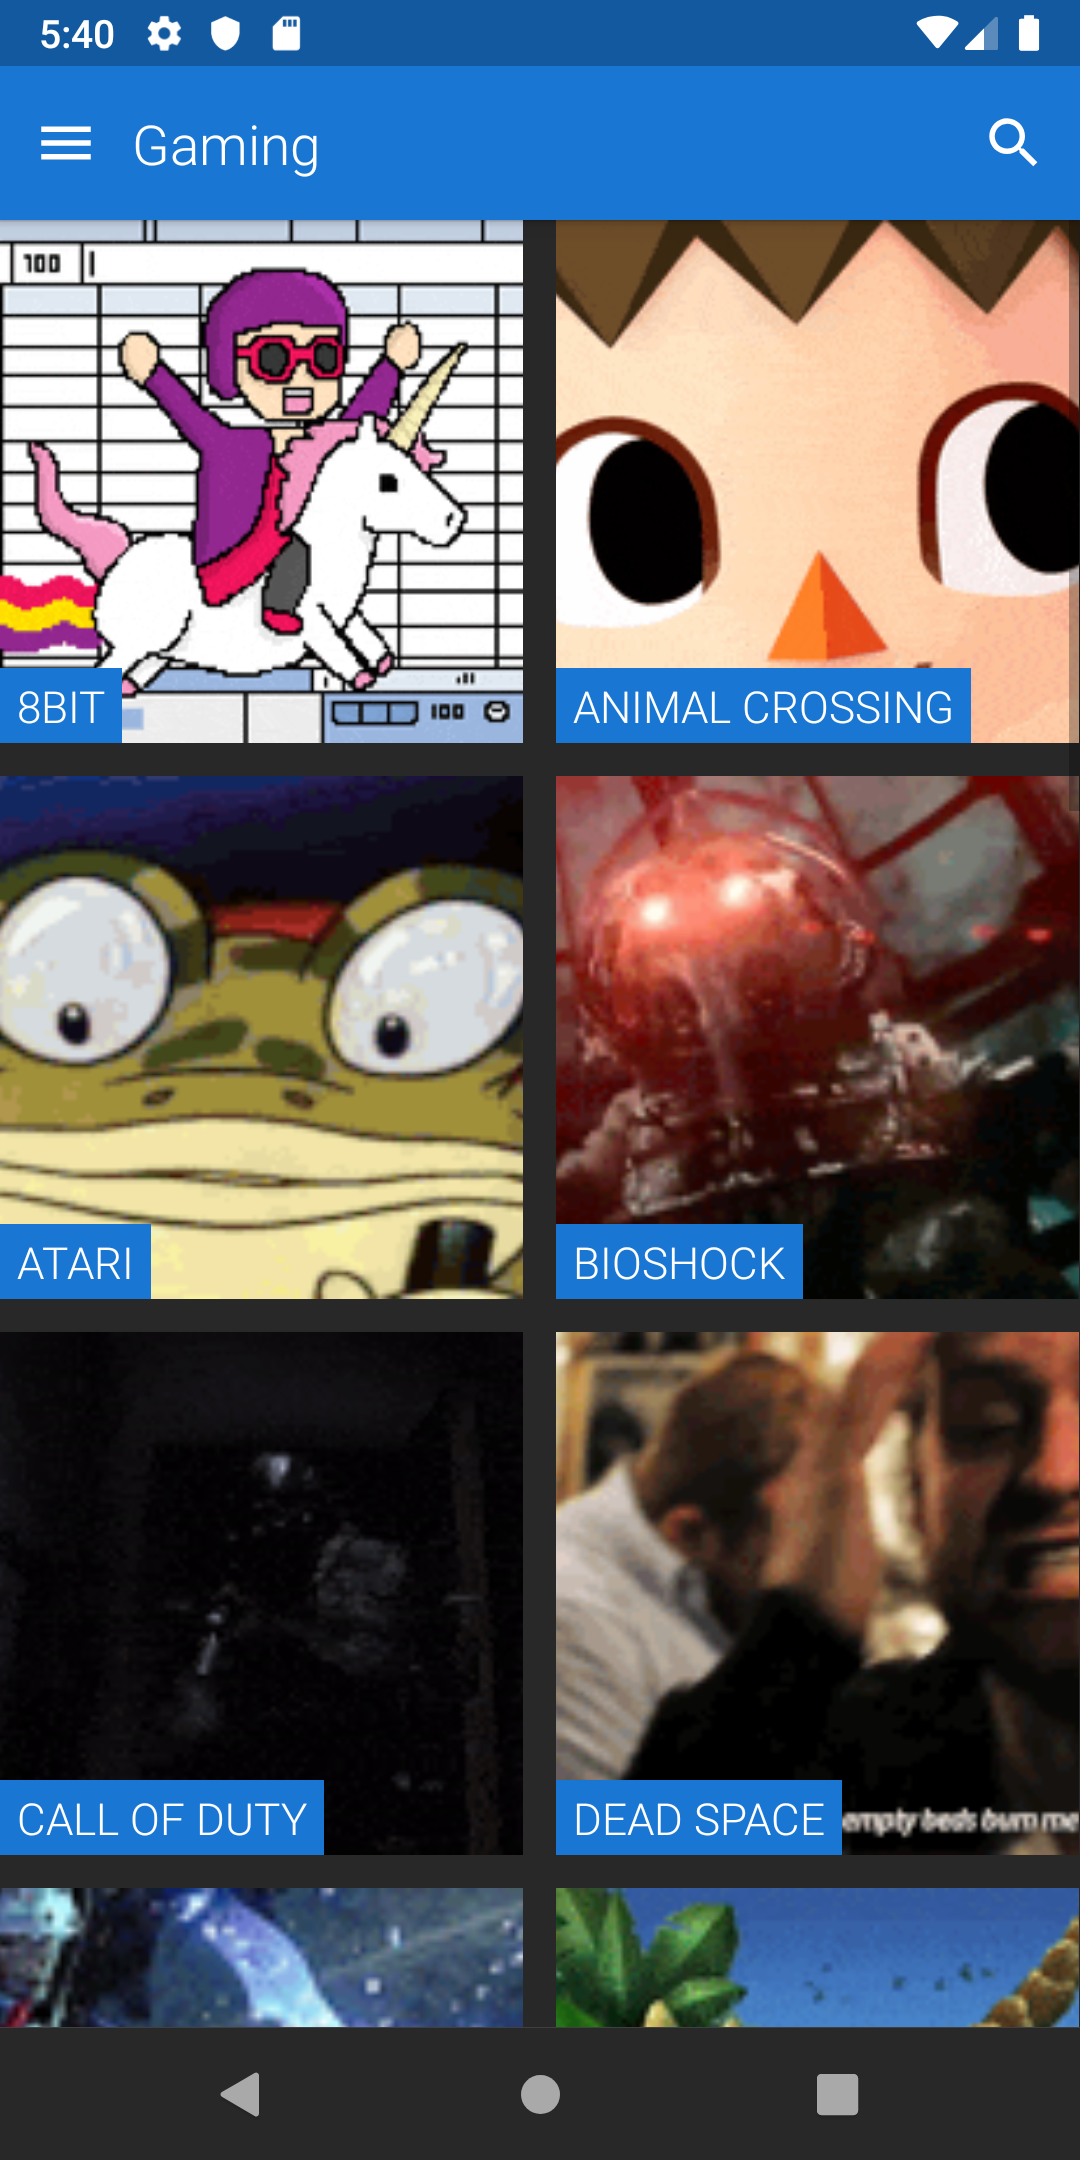 5:40
Gaming
100
8BIT
100
ANIMAL CROSSING
ATARI
BIOSHOCK
CALL OF DUTY
DEAD SPACE
empty beds burn me